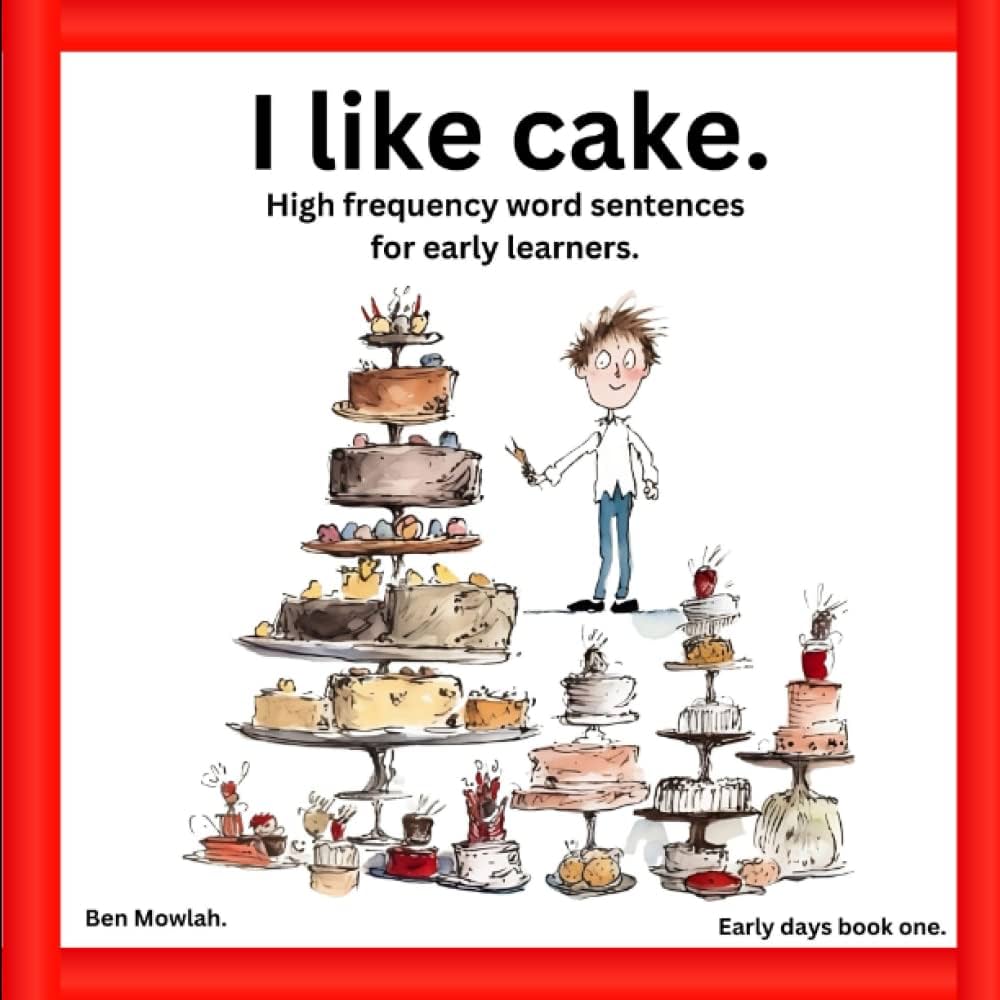 I like cake.
High frequency word sentences
for early learners.
Ben Mowlah.
Early days book one.